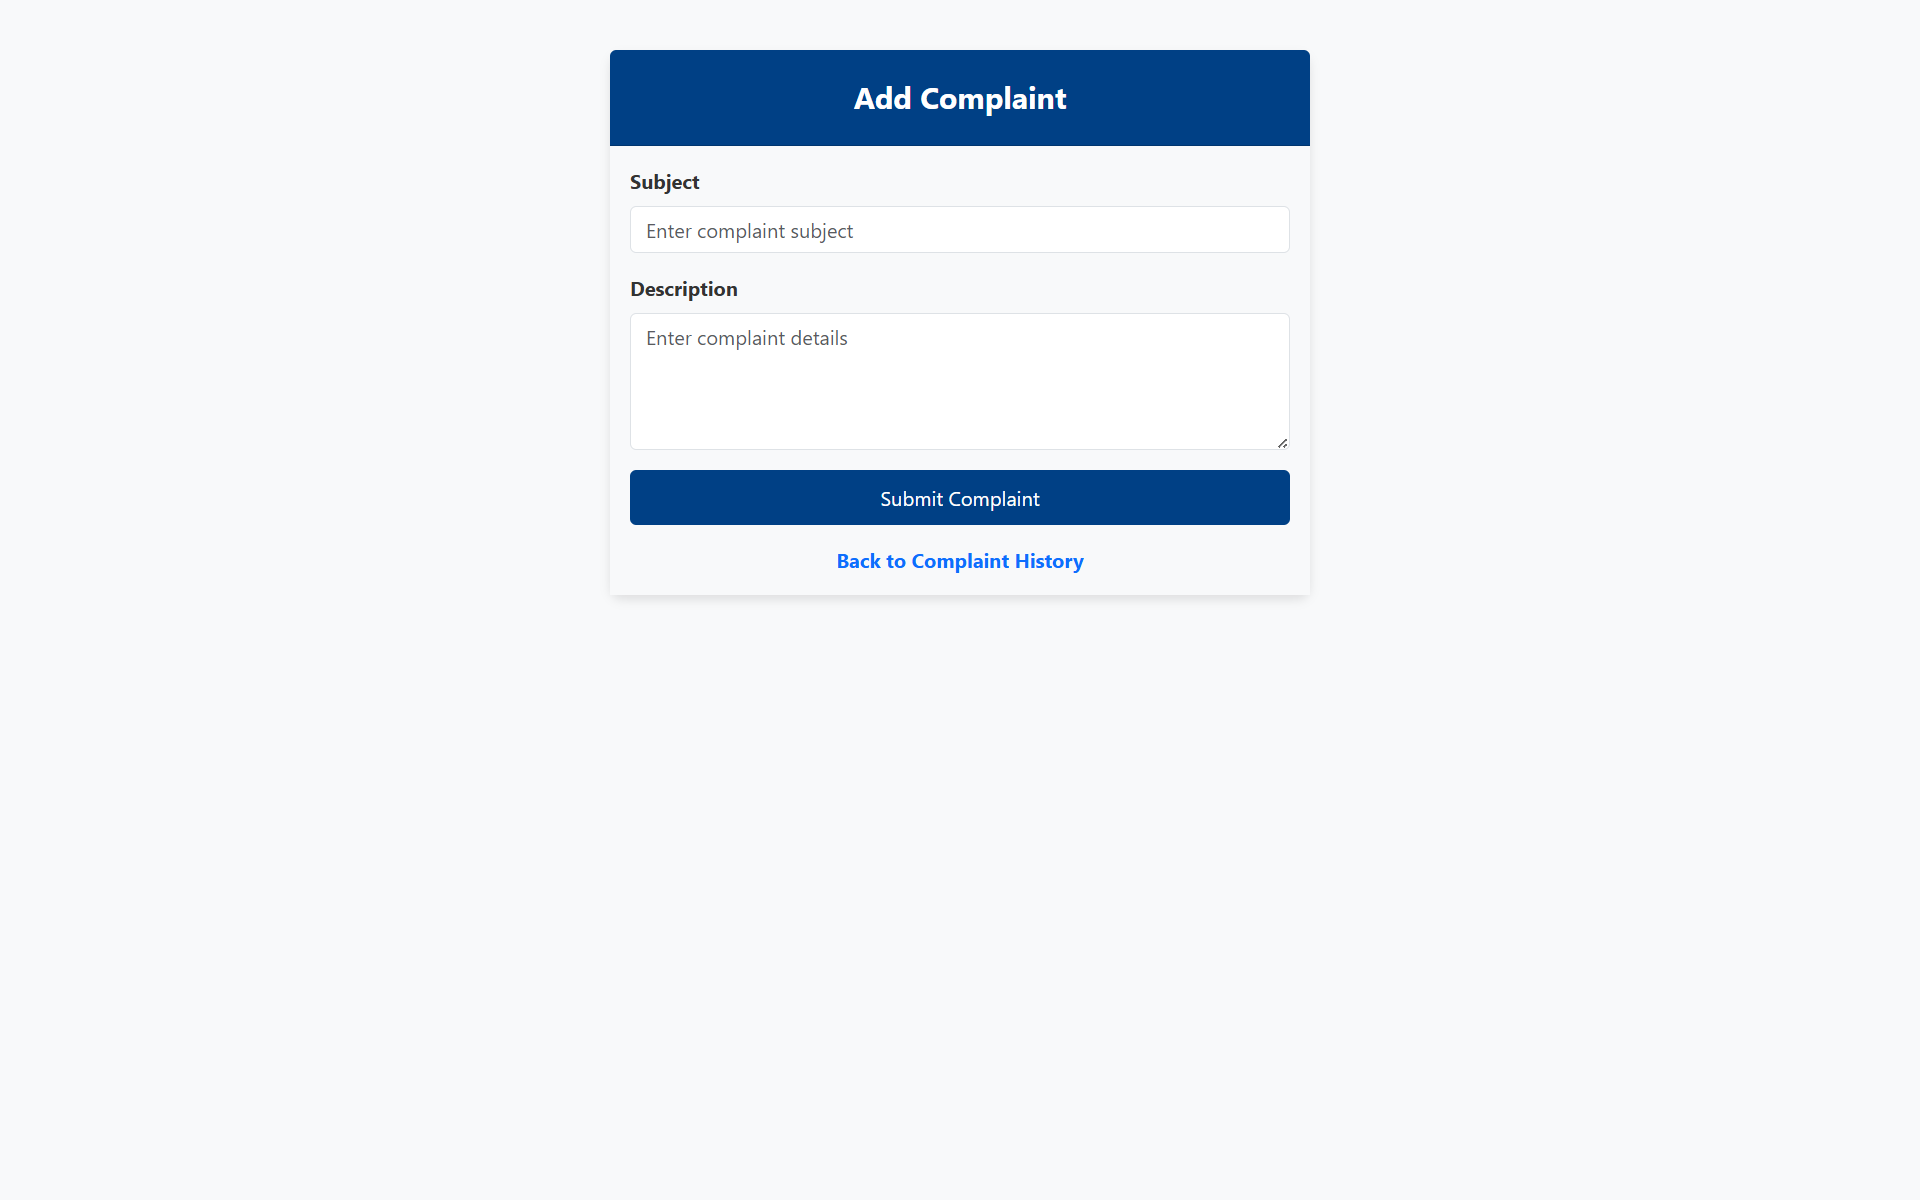 Add Complaint
Subject
Enter complaint subject
Description
Enter complaint details
Submit Complaint
Back to Complaint History